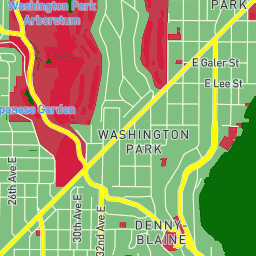 Washington Park
Arboretum
PARK
E Galer St
E Lee St
panese Garden
WASHINGTON
PARK
26th Ave E
30th Ave E
32nd Ave E
DENNY-
BLAINE